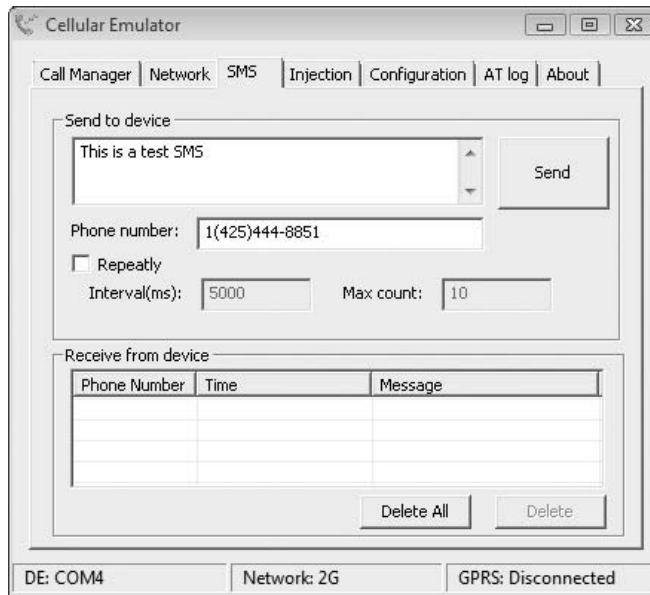 Cellular Emulator
Call Manager Network SMS Injection Configuration AT log About
Send to device
This is a test SMS
Send
Phone number: 1(425)444-8851
Repeatly
Interval(ms): 5000 Max count: 10
Receive from device
Phone Number Time Message
Delete All Delete
DE: COM4 Network: 2G GPRS: Disconnected